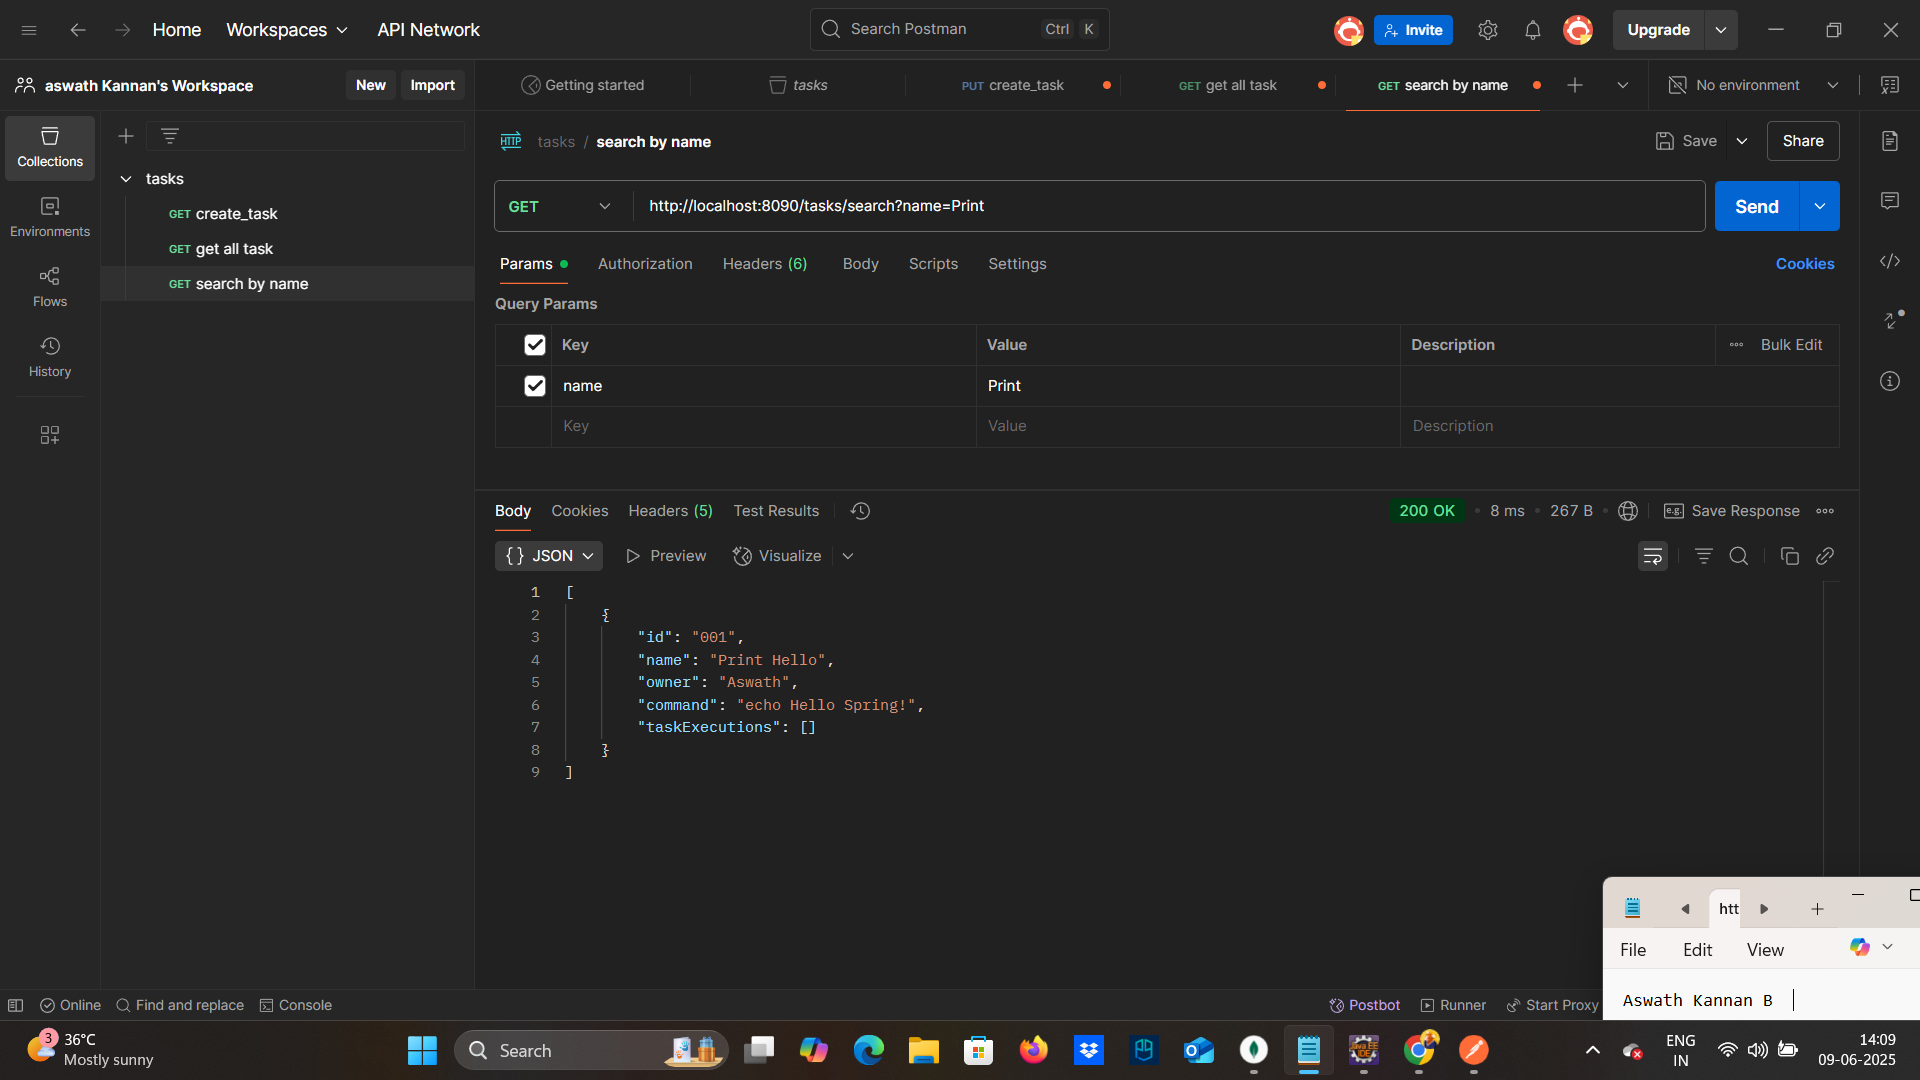 Home
Workspaces
API Network
Search Postman
Ctrl K
Invite
Upgrade
aswath Kannan's Workspace
New
Import
Getting started
tasks
PUT create_task
GET get all task
GET search by name
No environment
Collections
Environments
Flows
History
tasks
GET create_task
GET get all task
GET search by name
HTTP tasks / search by name
Save
Share
GET
http://localhost:8090/tasks/search?name=Print
Send
Params
Authorization
Headers (6)
Body
Scripts
Settings
Cookies
Query Params
Key Value Description
Bulk Edit
name Print
Key Value Description
Body
Cookies
Headers (5)
Test Results
200 OK
8 ms
267 B
e.g. Save Response
{} JSON
Preview
Visualize
1 [
2 {
3 "id": "001",
4 "name": "Print Hello",
5 "owner": "Aswath",
6 "command": "echo Hello Spring!",
7 "taskExecutions": []
8 }
9 ]
Online
Find and replace
Console
Postbot
Runner
Start Proxy
htt
File
Edit
View
Aswath Kannan B
3
36°C
Mostly sunny
Search
Java EE
IDE
ENG
IN
14:09
09-06-2025